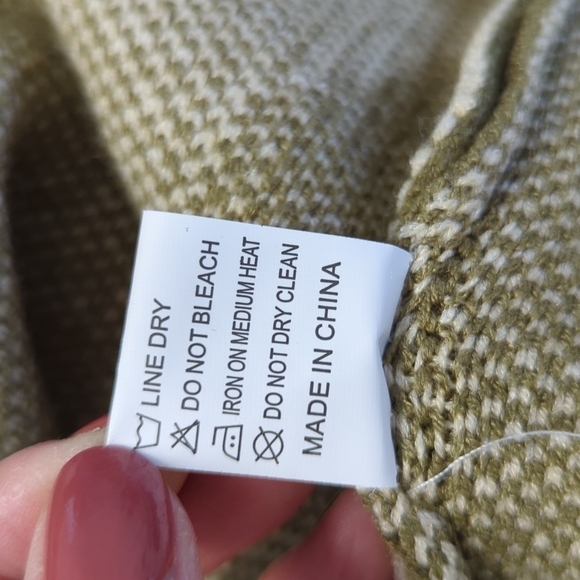 LINE DRY
DO NOT BLEACH
IRON ON MEDIUM HEAT
DO NOT DRY CLEAN
MADE IN CHINA